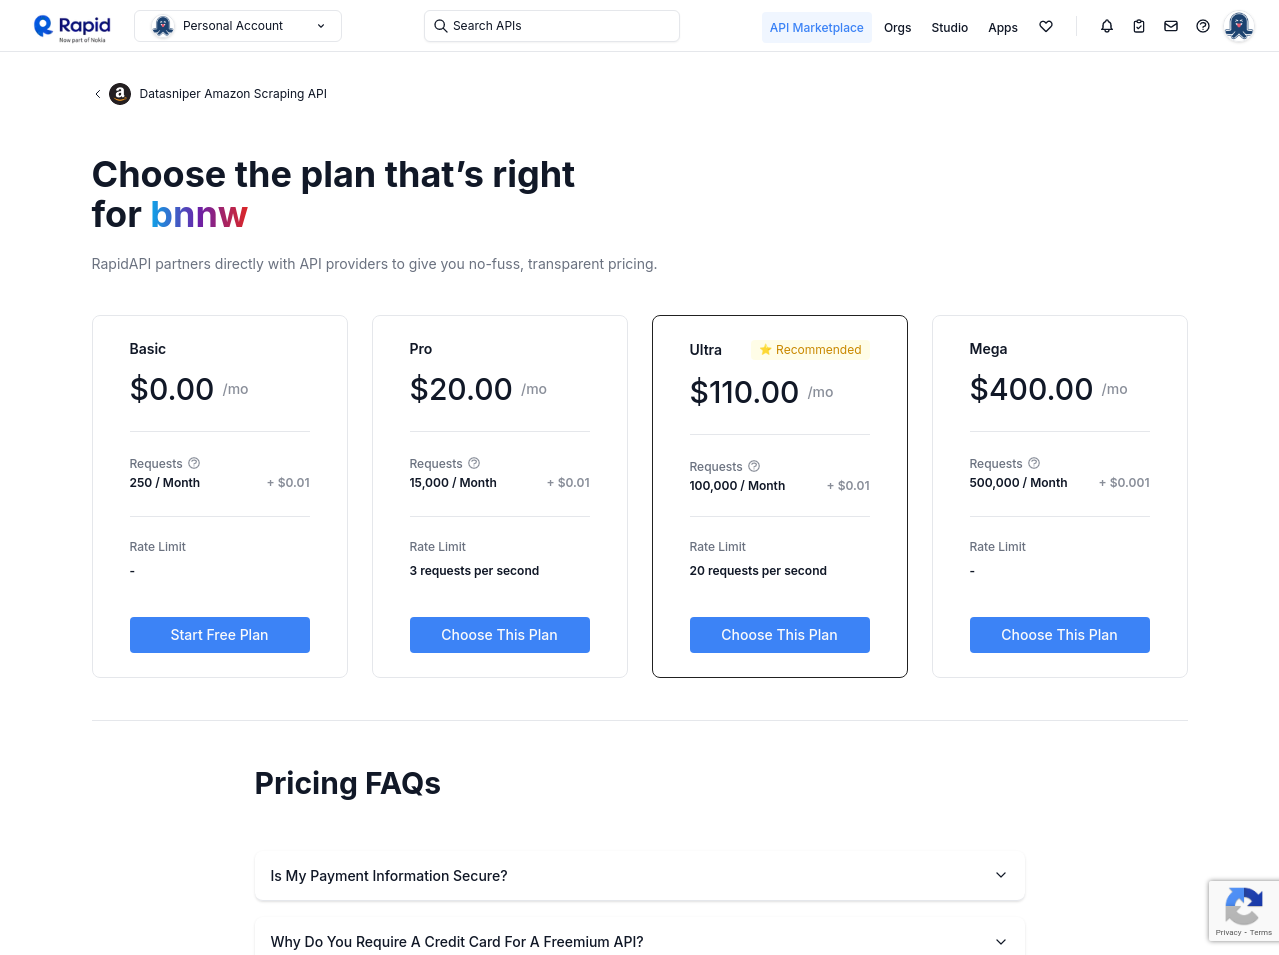 Rapid
Now part of Nokia
Personal Account
Search APIs
API Marketplace
Orgs
Studio
Apps
Datasniper Amazon Scraping API
Choose the plan that’s right
for bnnw
RapidAPI partners directly with API providers to give you no-fuss, transparent pricing.
Basic
$0.00 /mo
Requests
250 / Month + $0.01
Rate Limit
-
Start Free Plan
Pro
$20.00 /mo
Requests
15,000 / Month + $0.01
Rate Limit
3 requests per second
Choose This Plan
Ultra ⭐ Recommended
$110.00 /mo
Requests
100,000 / Month + $0.01
Rate Limit
20 requests per second
Choose This Plan
Mega
$400.00 /mo
Requests
500,000 / Month + $0.001
Rate Limit
-
Choose This Plan
Pricing FAQs
Is My Payment Information Secure?
Why Do You Require A Credit Card For A Freemium API?
Privacy - Terms